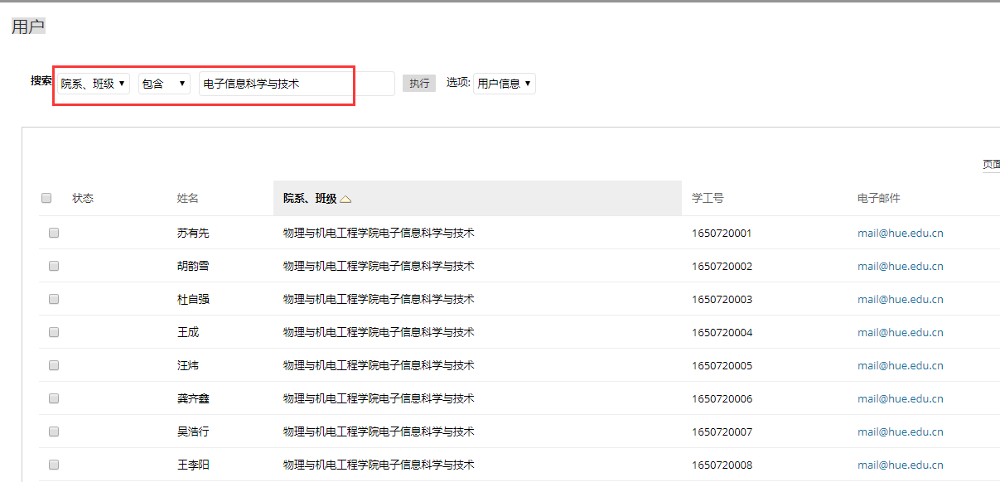 用户
搜索 院系、班级 包含 电子信息科学与技术 执行 选项: 用户信息
页面
状态 姓名 院系、班级 学工号 电子邮件
苏有先 物理与机电工程学院电子信息科学与技术 1650720001 mail@hue.edu.cn
胡韵雪 物理与机电工程学院电子信息科学与技术 1650720002 mail@hue.edu.cn
杜自强 物理与机电工程学院电子信息科学与技术 1650720003 mail@hue.edu.cn
王成 物理与机电工程学院电子信息科学与技术 1650720004 mail@hue.edu.cn
汪炜 物理与机电工程学院电子信息科学与技术 1650720005 mail@hue.edu.cn
龚齐鑫 物理与机电工程学院电子信息科学与技术 1650720006 mail@hue.edu.cn
吴浩行 物理与机电工程学院电子信息科学与技术 1650720007 mail@hue.edu.cn
王李阳 物理与机电工程学院电子信息科学与技术 1650720008 mail@hue.edu.cn